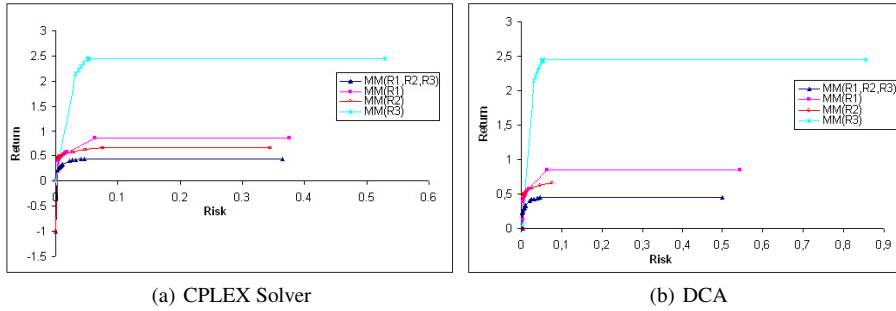 3
2.5
2
1.5
1
0.5
0
-0.5
-1
-1.5
Return
0 0.1 0.2 0.3 0.4 0.5 0.6
Risk
MM(R1,R2,R3)
MM(R1)
MM(R2)
MM(R3)
(a) CPLEX Solver
3
2,5
2
1,5
1
0,5
0
Return
0 0,1 0,2 0,3 0,4 0,5 0,6 0,7 0,8 0,9
Risk
MM(R1,R2,R3)
MM(R1)
MM(R2)
MM(R3)
(b) DCA